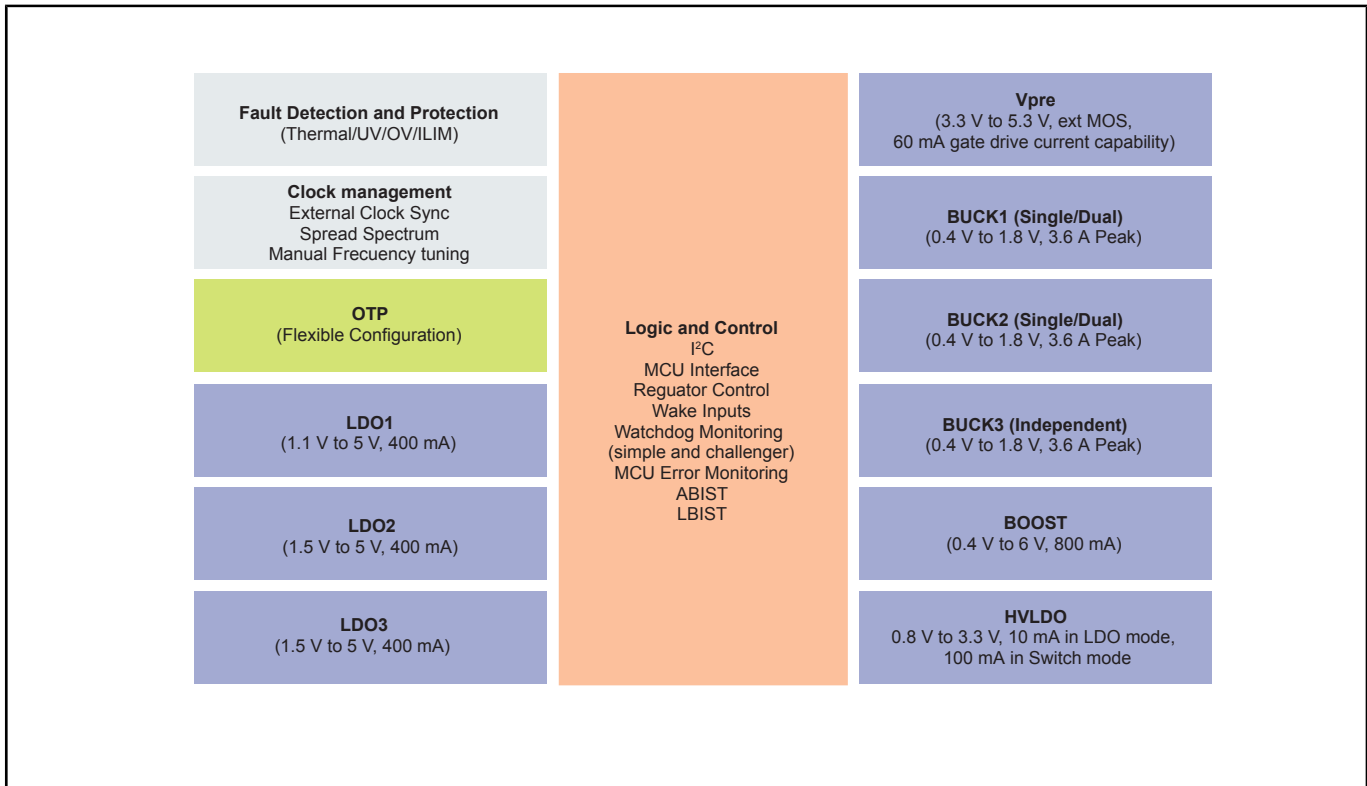 Fault Detection and Protection
(Thermal/UV/OV/ILIM)
Clock management
External Clock Sync
Spread Spectrum
Manual Frecuency tuning
OTP
(Flexible Configuration)
LDO1
(1.1 V to 5 V, 400 mA)
LDO2
(1.5 V to 5 V, 400 mA)
LDO3
(1.5 V to 5 V, 400 mA)
Logic and Control
I²C
MCU Interface
Reguator Control
Wake Inputs
Watchdog Monitoring
(simple and challenger)
MCU Error Monitoring
ABIST
LBIST
Vpre
(3.3 V to 5.3 V, ext MOS,
60 mA gate drive current capability)
BUCK1 (Single/Dual)
(0.4 V to 1.8 V, 3.6 A Peak)
BUCK2 (Single/Dual)
(0.4 V to 1.8 V, 3.6 A Peak)
BUCK3 (Independent)
(0.4 V to 1.8 V, 3.6 A Peak)
BOOST
(0.4 V to 6 V, 800 mA)
HVLDO
0.8 V to 3.3 V, 10 mA in LDO mode,
100 mA in Switch mode